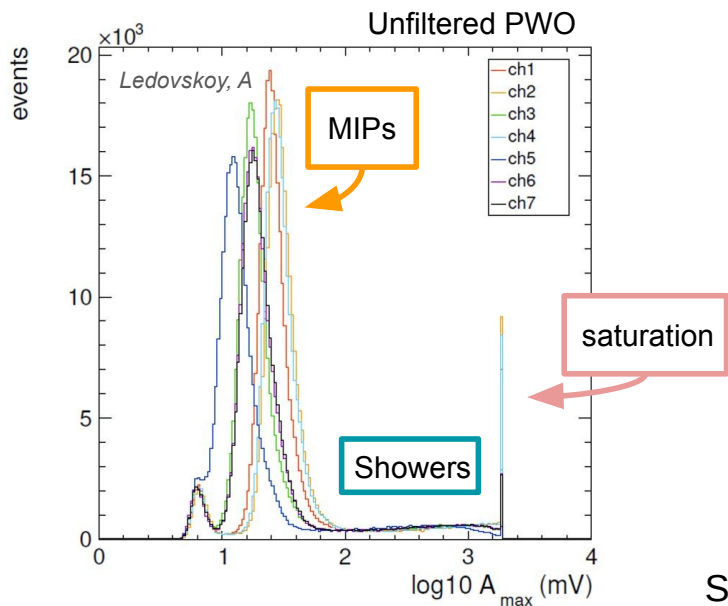 Unfiltered PWO
×10³
events
Ledovskoy, A
20
15
10
5
0
MIPs
ch1
ch2
ch3
ch4
ch5
ch6
ch7
saturation
Showers
0 1 2 3 4
log10 A_max (mV)
S